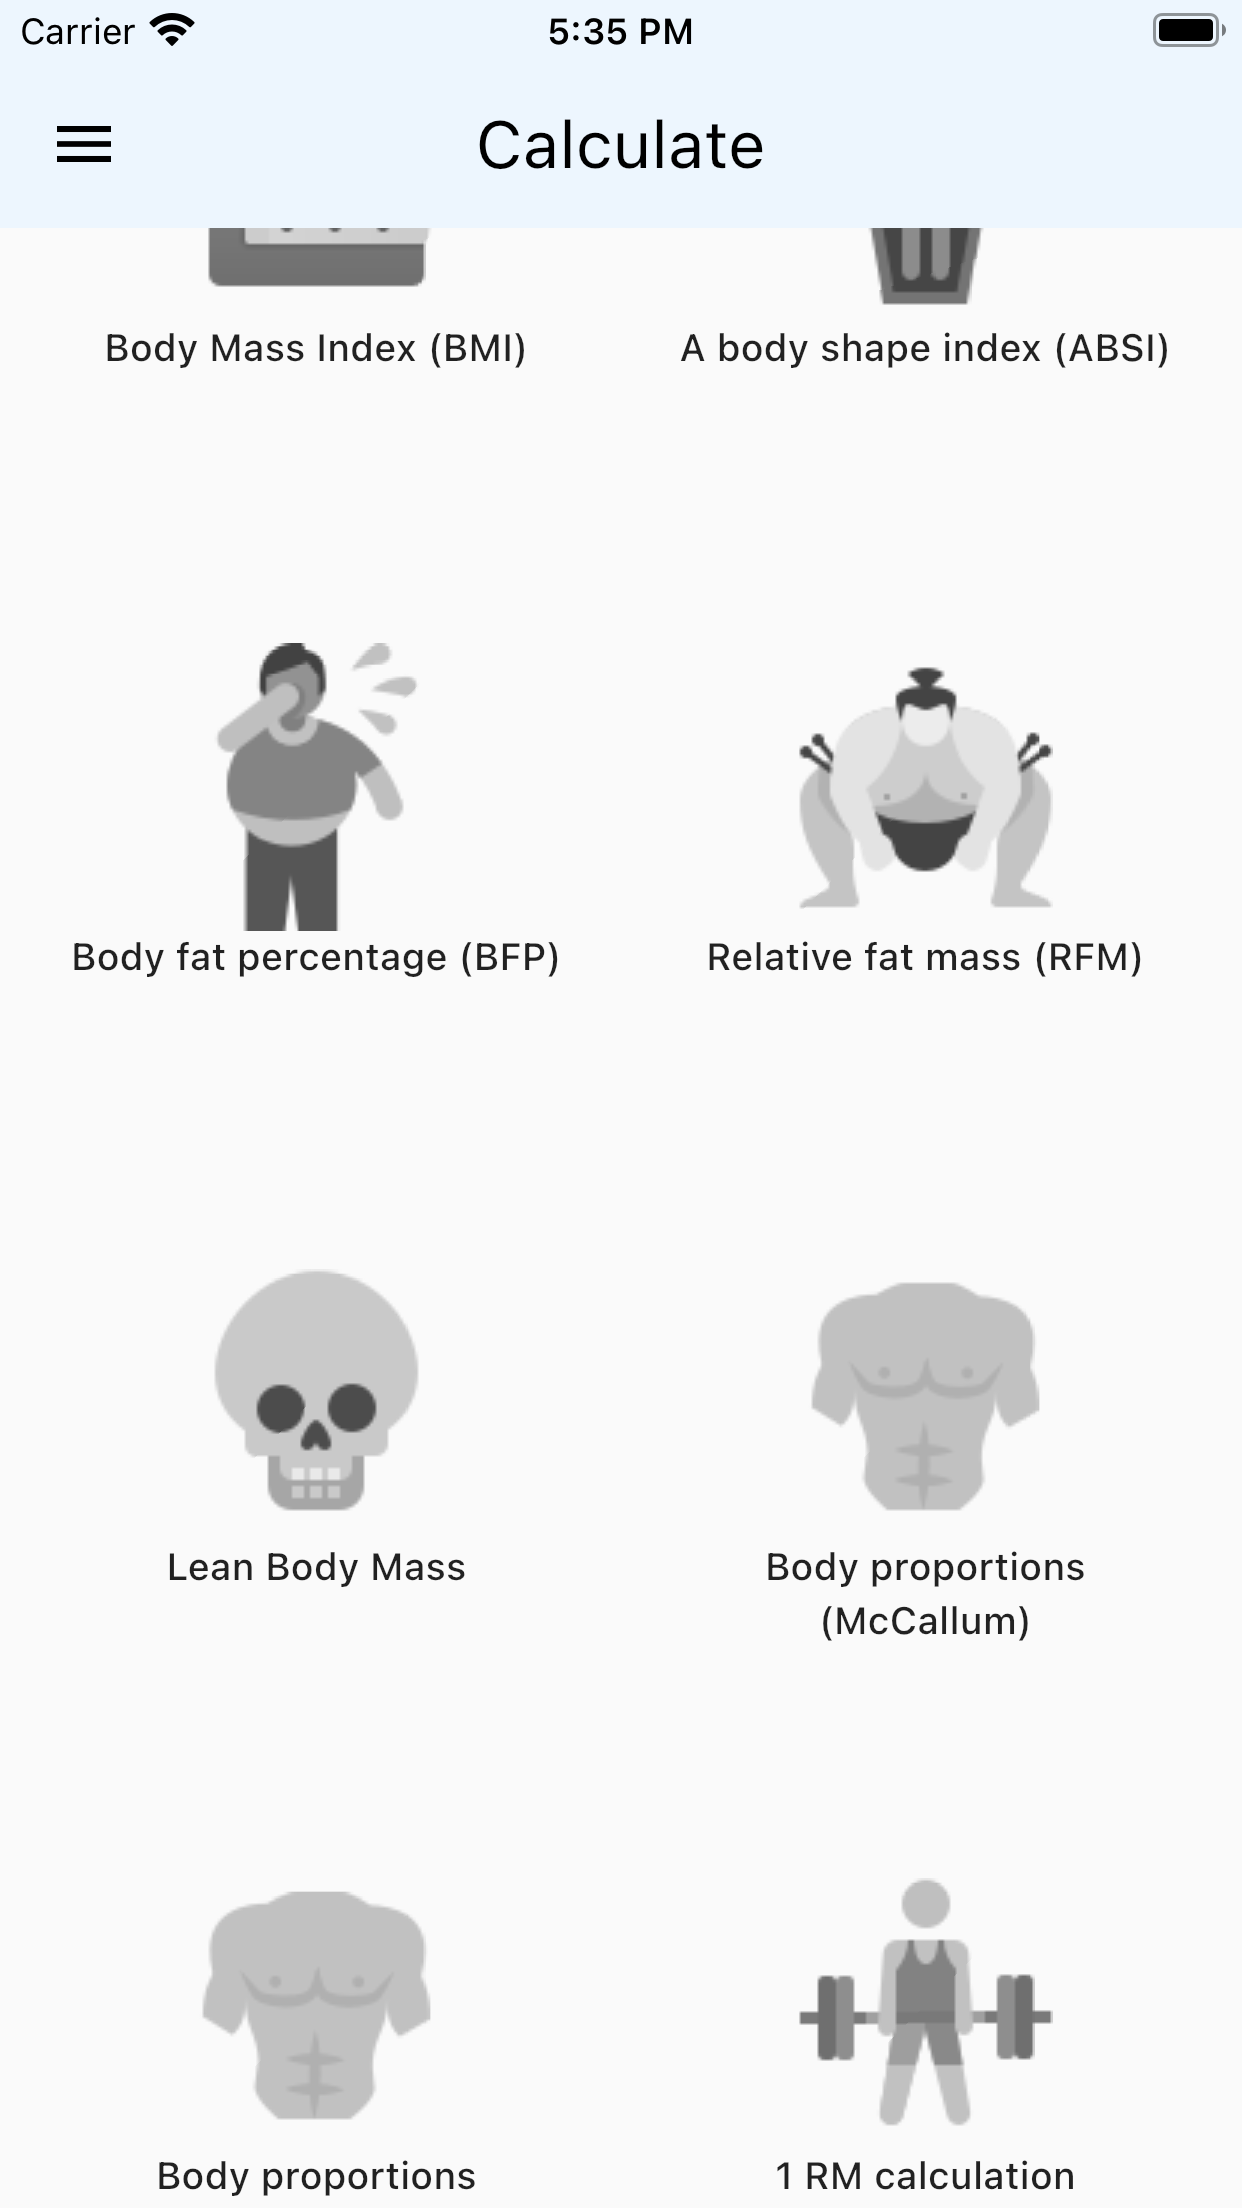 Carrier
5:35 PM
Calculate
Body Mass Index (BMI)
A body shape index (ABSI)
Body fat percentage (BFP)
Relative fat mass (RFM)
Lean Body Mass
Body proportions
(McCallum)
Body proportions
1 RM calculation